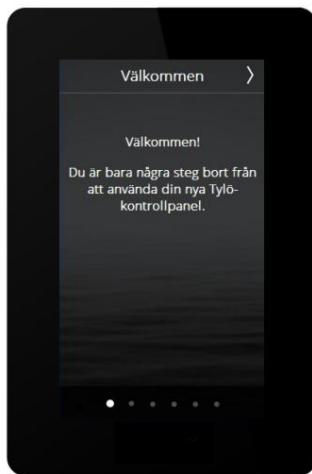 Välkommen
Välkommen!
Du är bara några steg bort från
att använda din nya Tylö-
kontrollpanel.